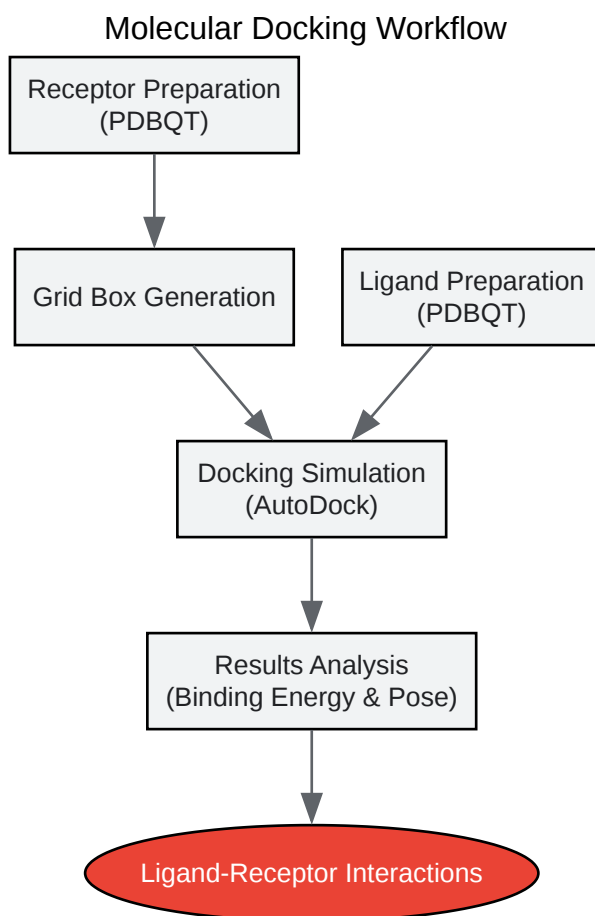 Molecular Docking Workflow
Receptor Preparation
(PDBQT)
Grid Box Generation
Ligand Preparation
(PDBQT)
Docking Simulation
(AutoDock)
Results Analysis
(Binding Energy & Pose)
Ligand-Receptor Interactions